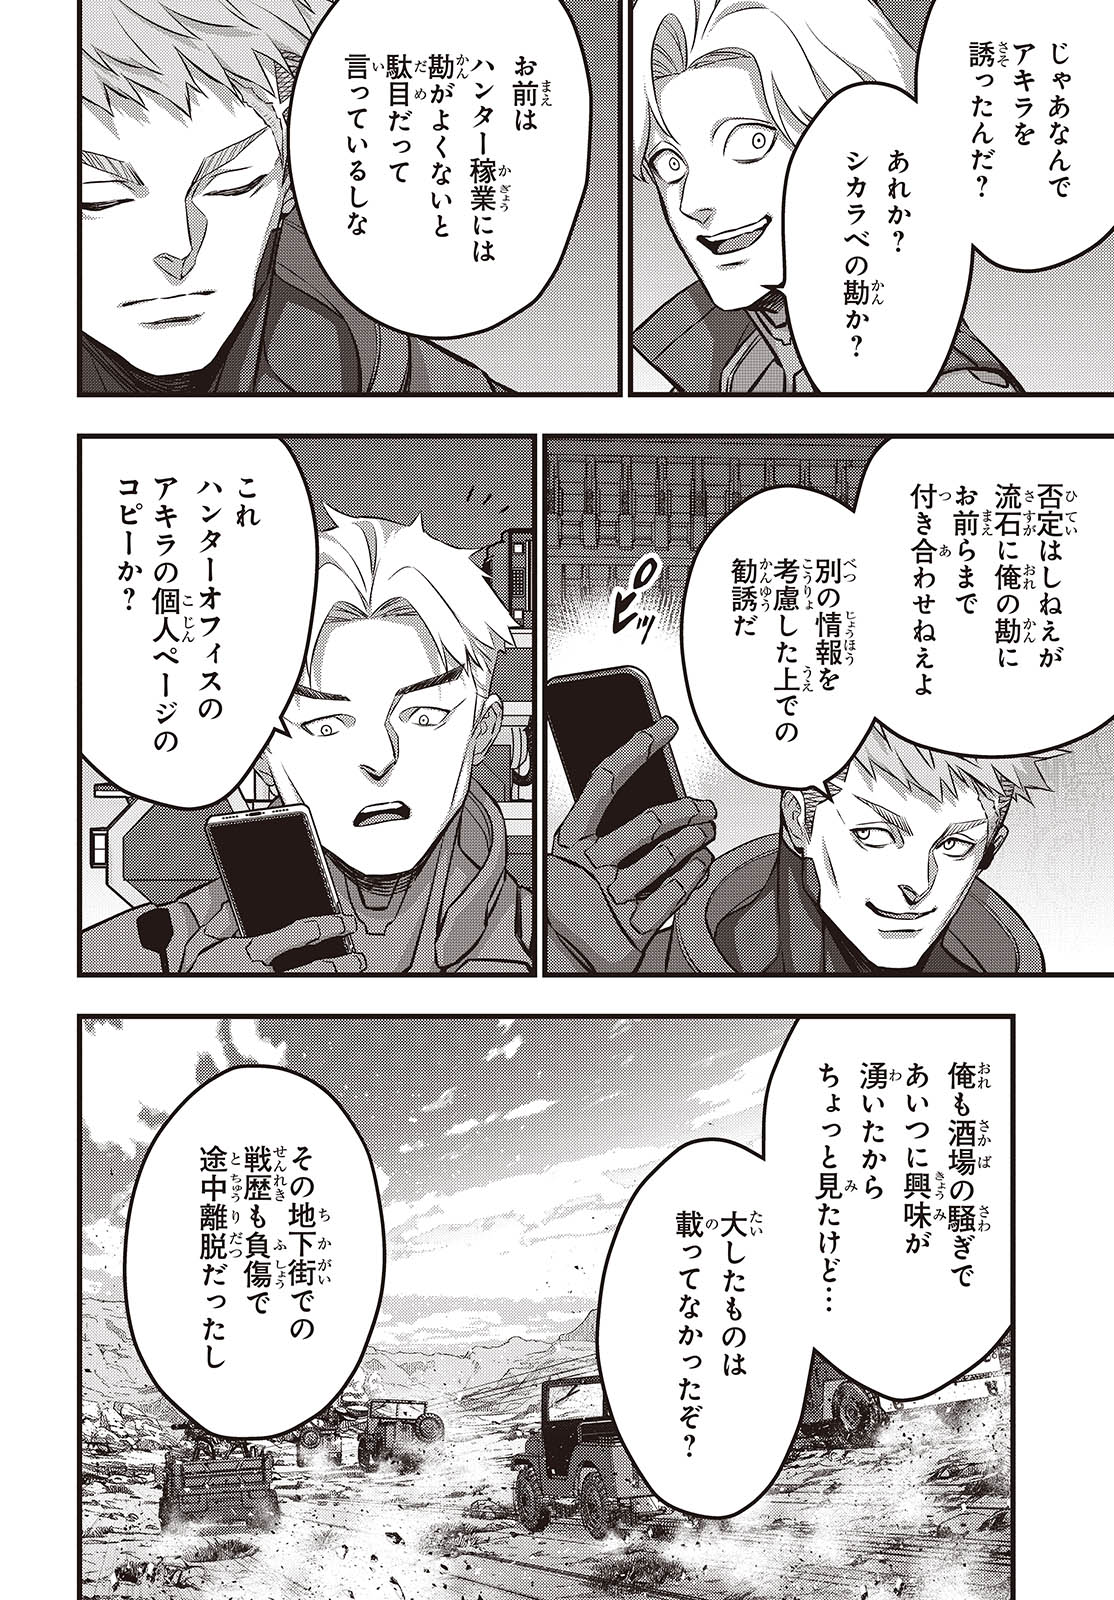 じゃあなんで
アキラを
誘ったんだ？
あれか？
シカラベの勘か？
お前は
ハンター稼業には
勘がよくないと
駄目だって
言っているしな
否定はしねえが
流石に俺の勘に
お前らまで
付き合わせねえよ
別の情報を
考慮した上での
勧誘だ
ピッ
これ
ハンターオフィスの
アキラの個人ページの
コピーか？
俺も酒場の騒ぎで
あいつに興味が
湧いたから
ちょっと見たけど…
大したものは
載ってなかったぞ？
その地下街での
戦歴も負傷で
途中離脱だったし